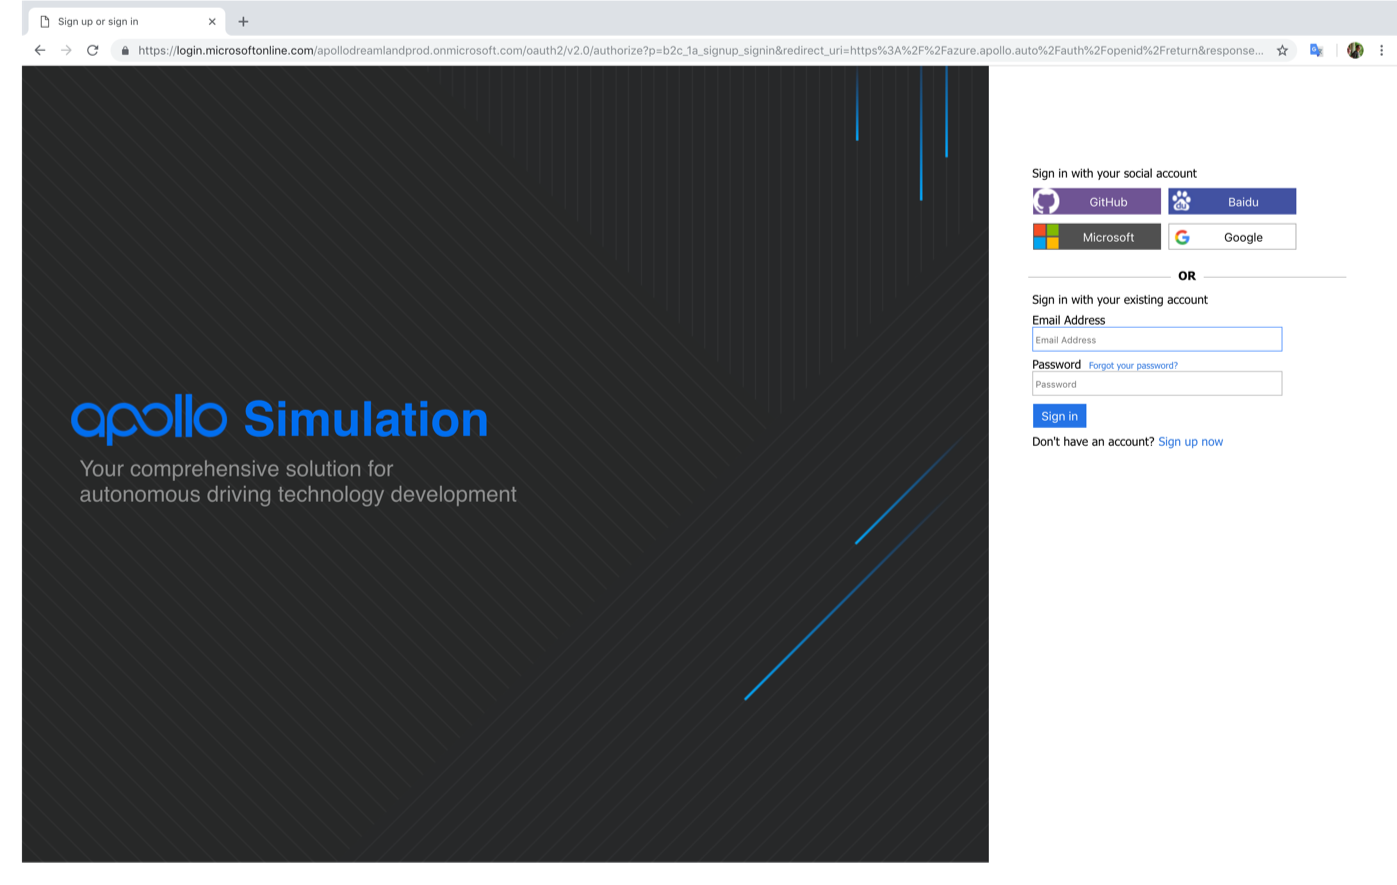 Sign up or sign in
https://login.microsoftonline.com/apollodreamlandprod.onmicrosoft.com/oauth2/v2.0/authorize?p=b2c_1a_signup_signin&redirect_uri=https%3A%2F%2Fazure.apollo.auto%2Fauth%2Fopenid%2Freturn&response...
Sign in with your social account
GitHub
Baidu
Microsoft
Google
OR
Sign in with your existing account
Email Address
Email Address
Password Forgot your password?
Password
Sign in
Don't have an account? Sign up now
apollo Simulation
Your comprehensive solution for
autonomous driving technology development